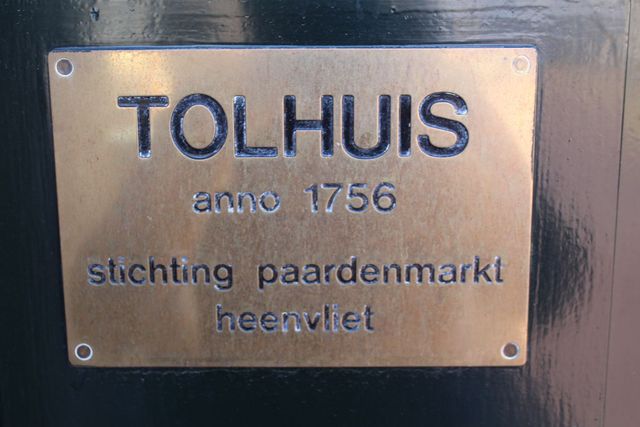 TOLHUIS
anno 1756
stichting paardenmarkt
heenvliet